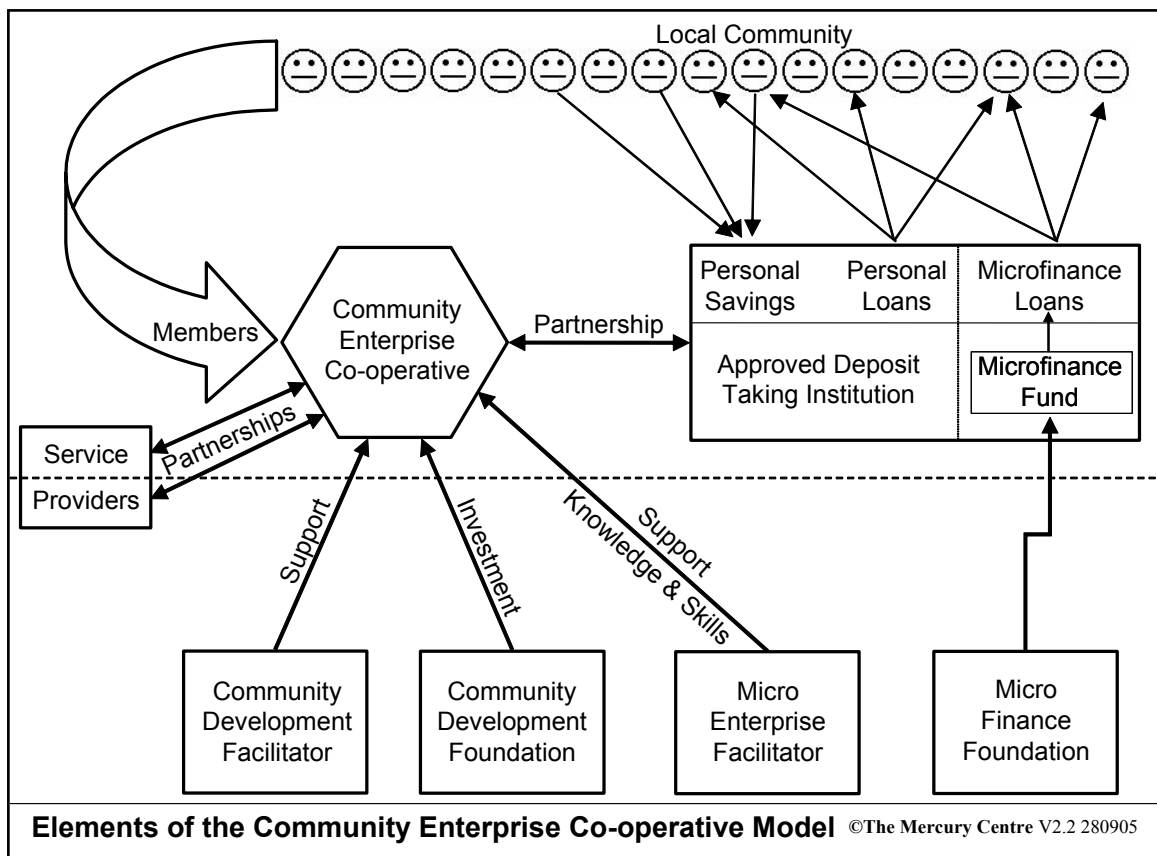 Local Community
Members
Community
Enterprise
Co-operative
Partnership
Personal
Savings
Personal
Loans
Microfinance
Loans
Approved Deposit
Taking Institution
Microfinance
Fund
Service
Providers
Partnerships
Support
Investment
Support
Knowledge & Skills
Community
Development
Facilitator
Community
Development
Foundation
Micro
Enterprise
Facilitator
Micro
Finance
Foundation
Elements of the Community Enterprise Co-operative Model ©The Mercury Centre V2.2 280905